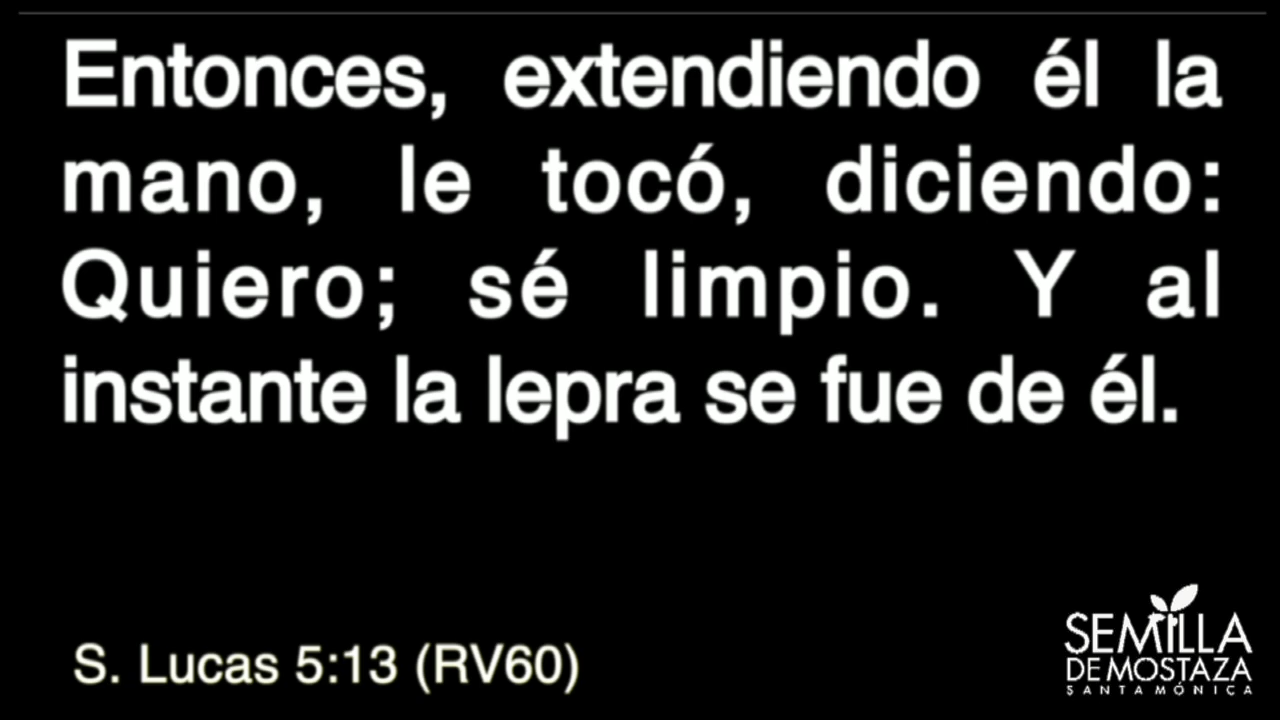 Entonces, extendiendo él la
mano, le tocó, diciendo:
Quiero; sé limpio. Y al
instante la lepra se fue de él.
S. Lucas 5:13 (RV60)
SEMILLA
DE MOSTAZA
SANTA MÓNICA